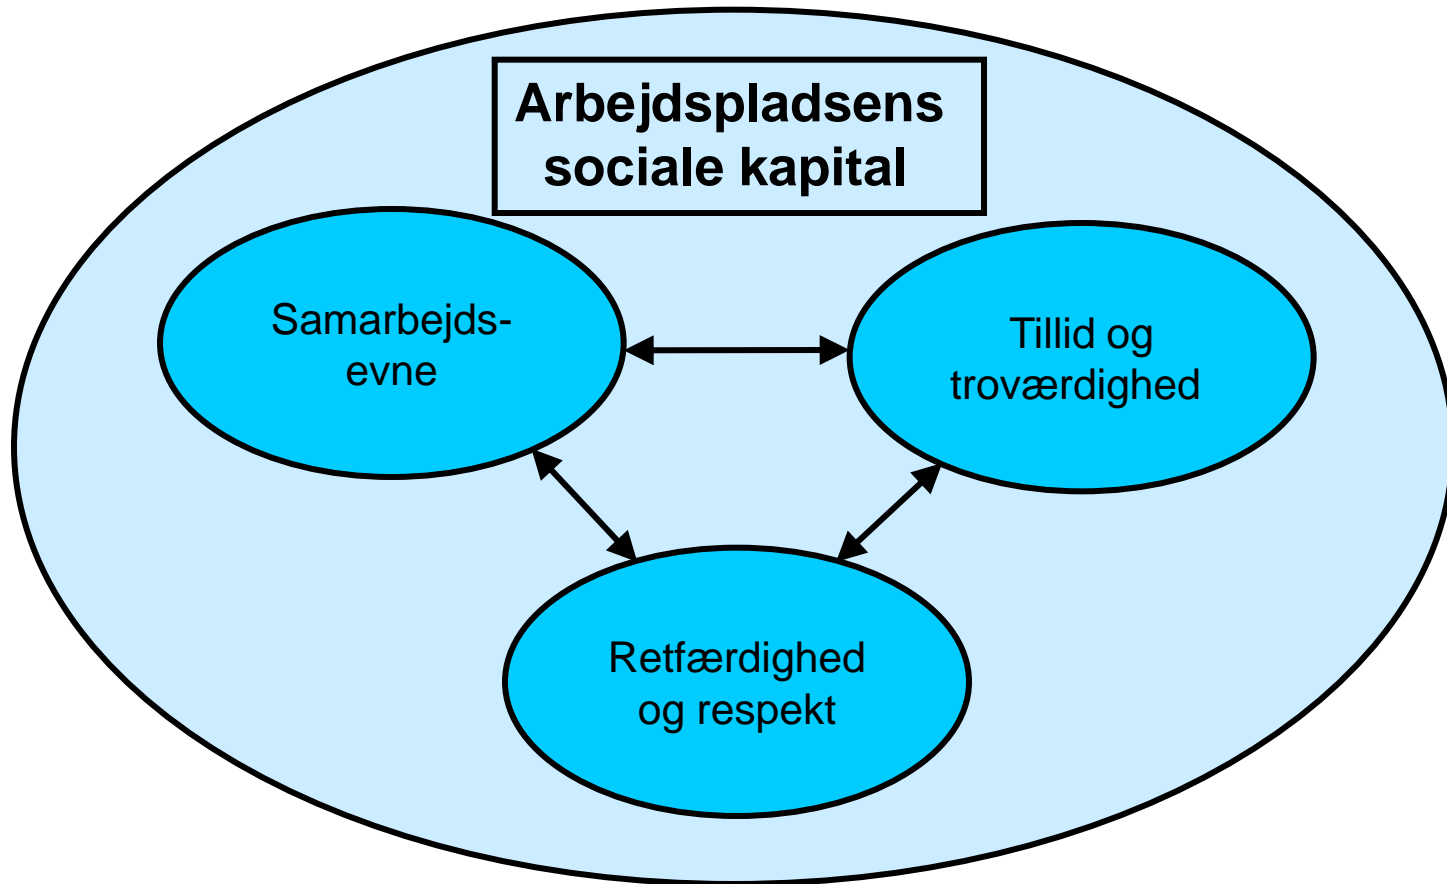 Arbejdspladsens
sociale kapital
Samarbejds-
evne
Tillid og
troværdighed
Retfærdighed
og respekt